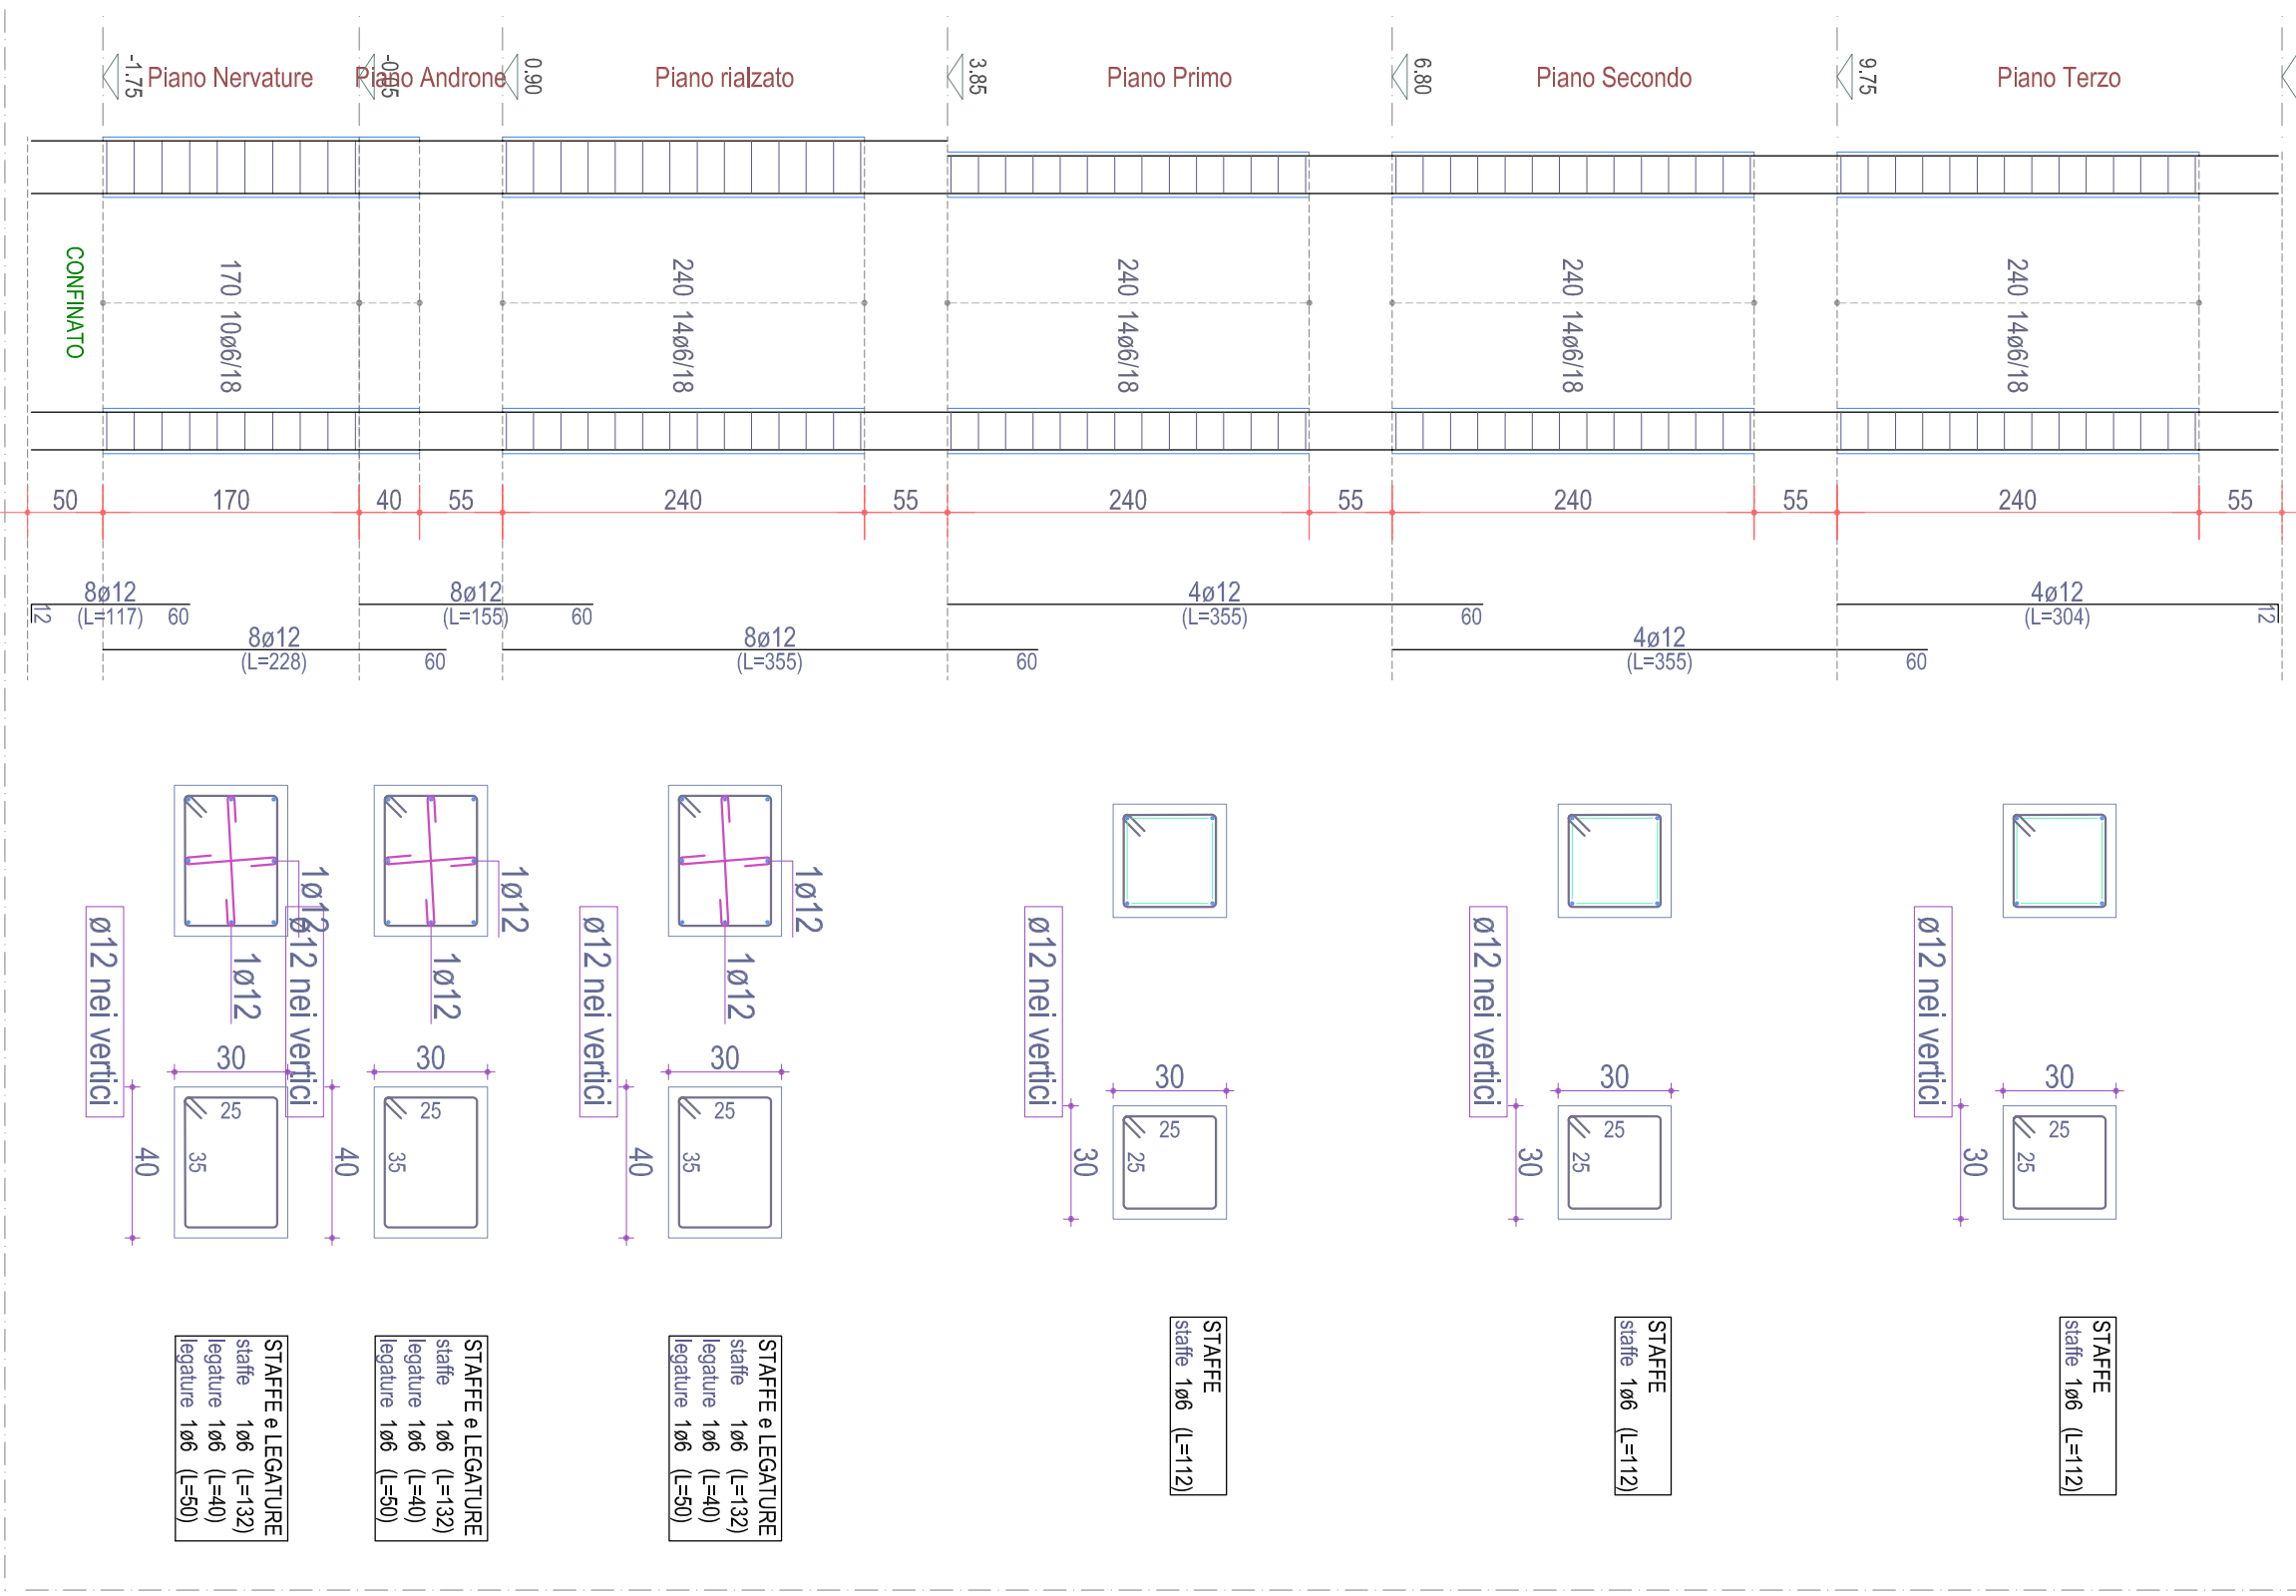 -1.75
Piano Nervature
Piano Androne
0.90
Piano rialzato
3.85
Piano Primo
6.80
Piano Secondo
9.75
Piano Terzo
CONFINATO
170 10ø6/18
240 14ø6/18
240 14ø6/18
240 14ø6/18
240 14ø6/18
50
170
40
55
240
55
240
55
240
55
240
55
8ø12
(L=117)
60
12
8ø12
(L=155)
60
4ø12
(L=355)
60
4ø12
(L=304)
12
8ø12
(L=228)
60
8ø12
(L=355)
60
4ø12
(L=355)
60
1ø12
1ø12
ø12 nei vertici
1ø12
1ø12
ø12 nei vertici
1ø12
1ø12
ø12 nei vertici
ø12 nei vertici
ø12 nei vertici
ø12 nei vertici
30
40
25
35
30
40
25
35
30
40
25
35
30
30
25
25
30
30
25
25
30
30
25
25
STAFFE e LEGATURE
staffe 1ø6 (L=132)
legature 1ø6 (L=40)
legature 1ø6 (L=50)
STAFFE e LEGATURE
staffe 1ø6 (L=132)
legature 1ø6 (L=40)
legature 1ø6 (L=50)
STAFFE e LEGATURE
staffe 1ø6 (L=132)
legature 1ø6 (L=40)
legature 1ø6 (L=50)
STAFFE
staffe 1ø6 (L=112)
STAFFE
staffe 1ø6 (L=112)
STAFFE
staffe 1ø6 (L=112)